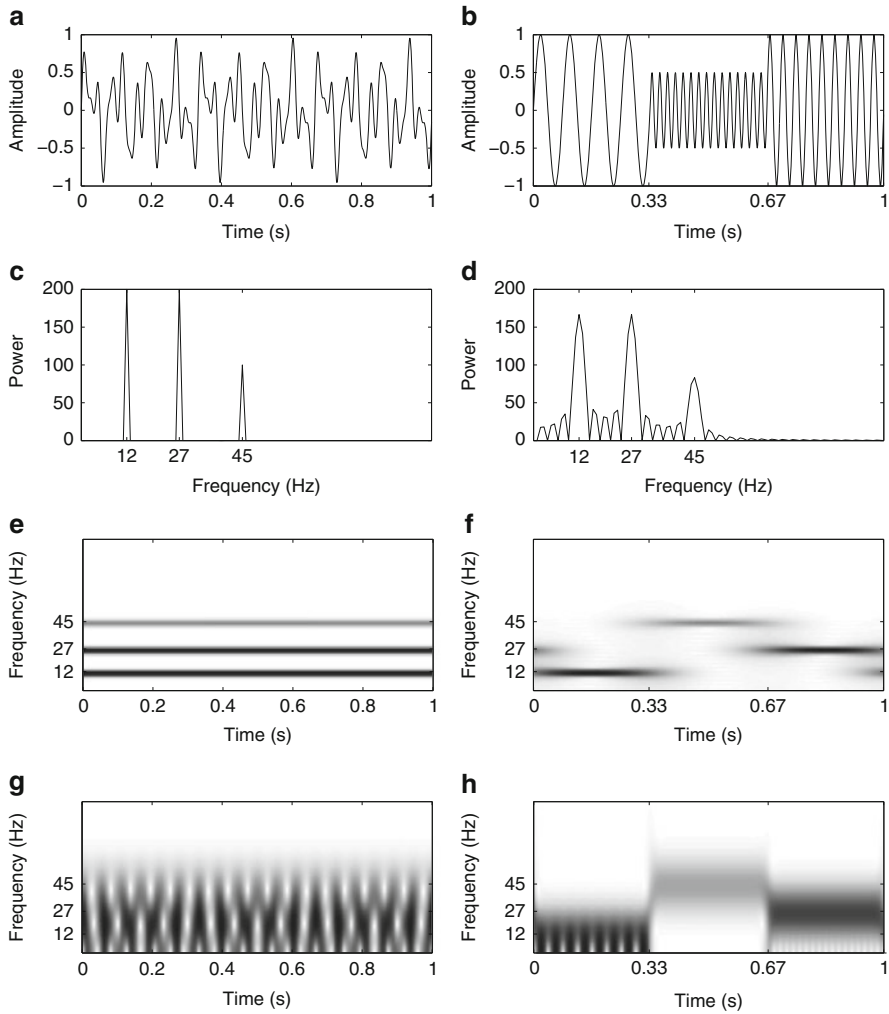 a
Amplitude
1
0.5
0
−0.5
−1
0 0.2 0.4 0.6 0.8 1
Time (s)
b
Amplitude
1
0.5
0
−0.5
−1
0 0.33 0.67 1
Time (s)
c
Power
200
150
100
50
0
12 27 45
Frequency (Hz)
d
Power
200
150
100
50
0
12 27 45
Frequency (Hz)
e
Frequency (Hz)
45
27
12
0 0.2 0.4 0.6 0.8 1
Time (s)
f
Frequency (Hz)
45
27
12
0 0.33 0.67 1
Time (s)
g
Frequency (Hz)
45
27
12
0 0.2 0.4 0.6 0.8 1
Time (s)
h
Frequency (Hz)
45
27
12
0 0.33 0.67 1
Time (s)